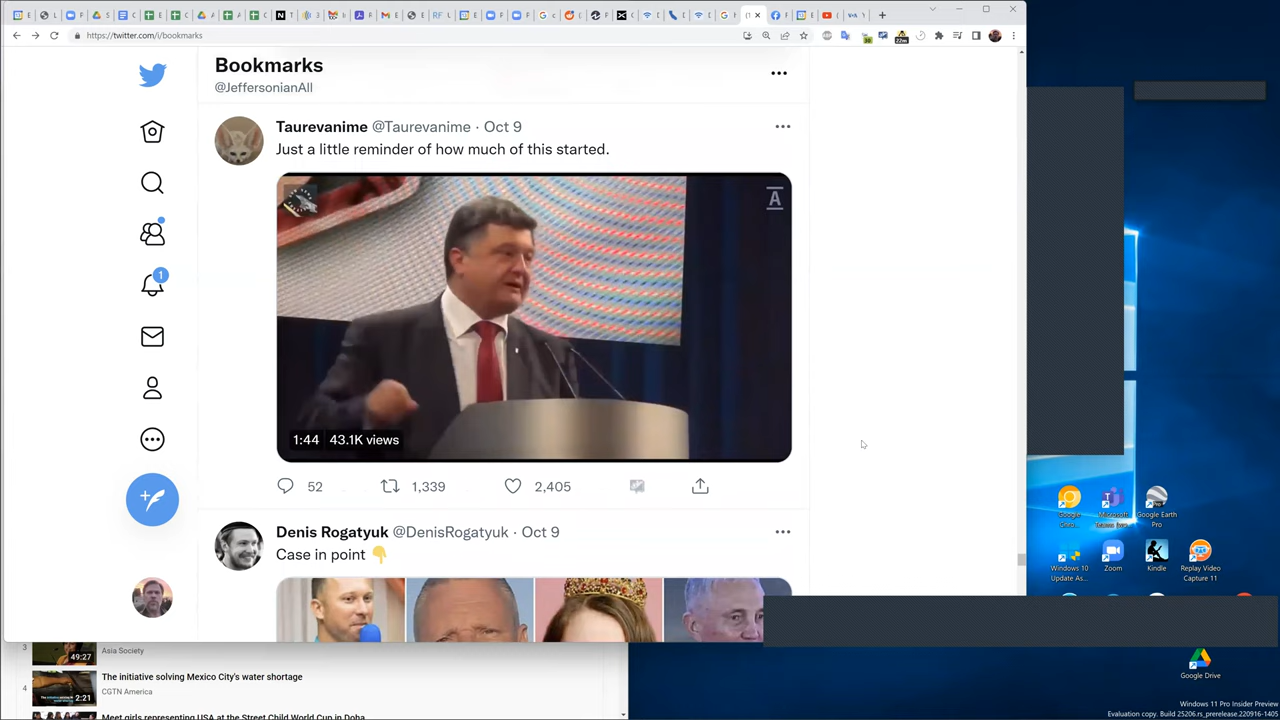 https://twitter.com/i/bookmarks
Bookmarks
@JeffersonianAll
Taurevanime @Taurevanime · Oct 9
Just a little reminder of how much of this started.
A
1:44 43.1K views
52 1,339 2,405
1
Denis Rogatyuk @DenisRogatyuk · Oct 9
Case in point 👇
3 Asia Society
49:27
4 The initiative solving Mexico City's water shortage
CGTN America
2:21
Meet girls representing USA at the Street Child World Cup in Doha
Google Earth
Pro
Windows 10
Update As...
Zoom
Kindle
Replay Video
Capture 11
Google Drive
Windows 11 Pro Insider Preview
Evaluation copy. Build 25206.rs_prerelease.220916-1405